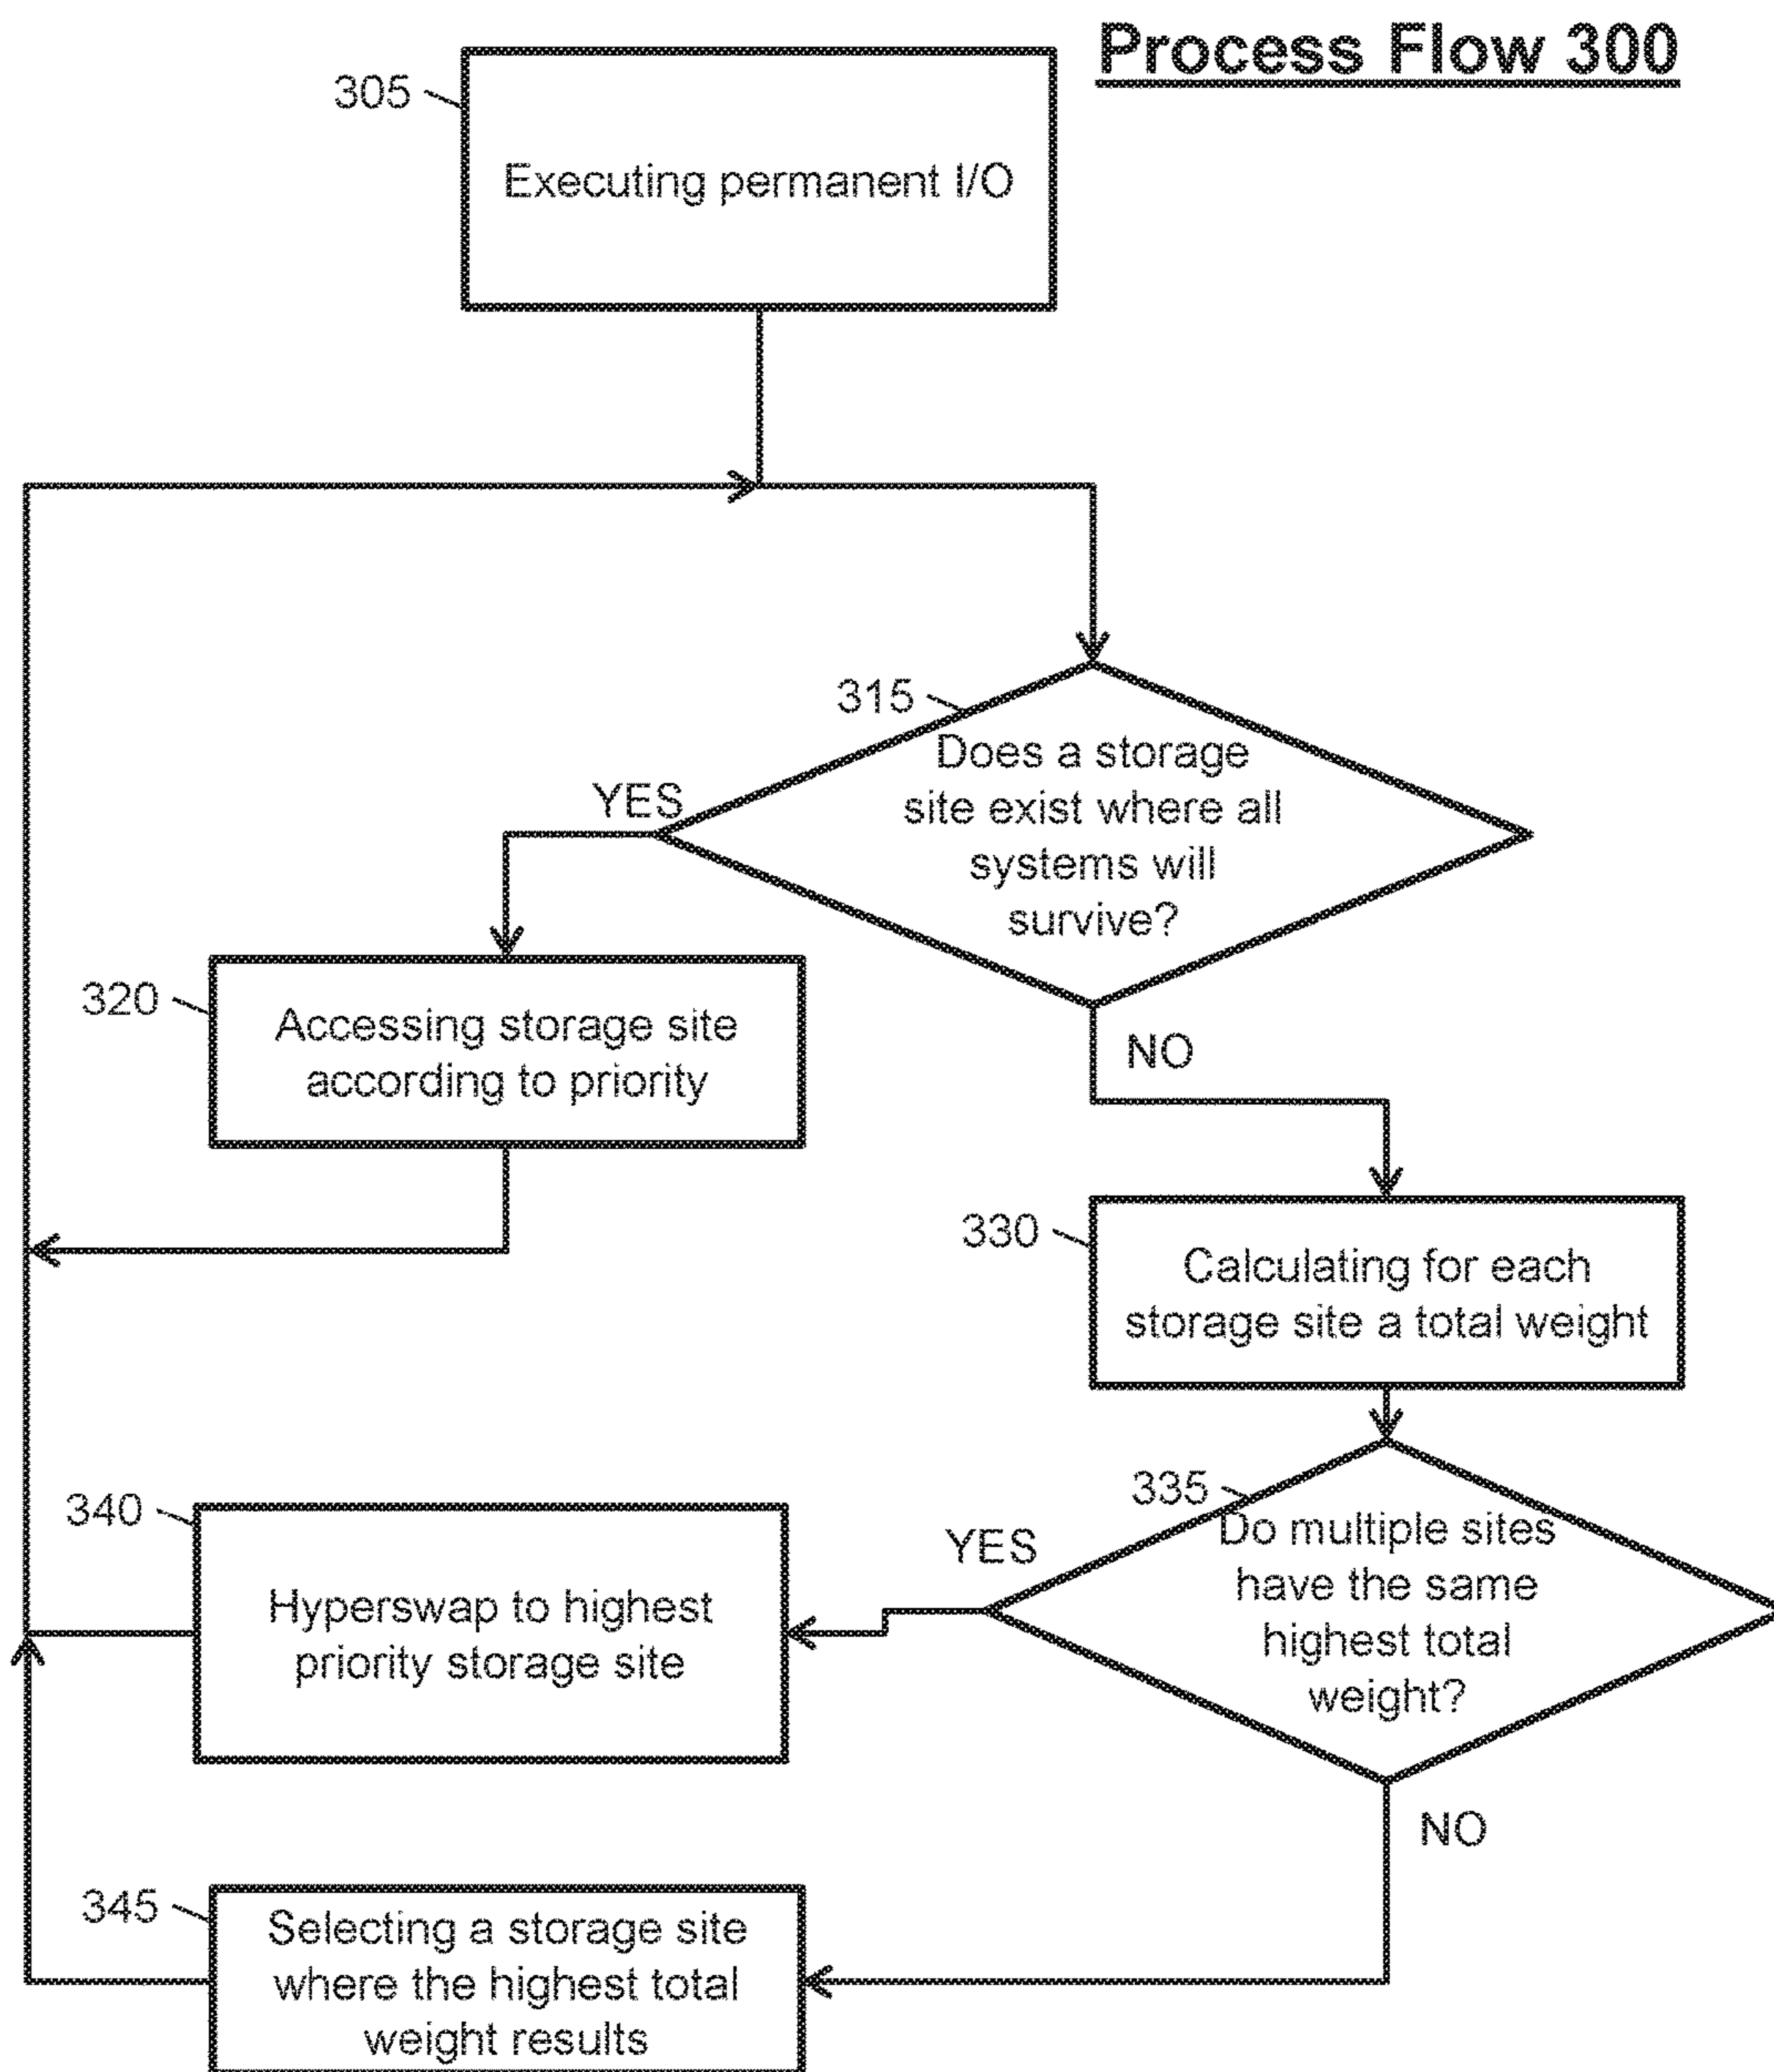 Process Flow 300
305
Executing permanent I/O
315
Does a storage
site exist where all
systems will
survive?
YES
NO
320
Accessing storage site
according to priority
330
Calculating for each
storage site a total weight
335
Do multiple sites
have the same
highest total
weight?
YES
NO
340
Hyperswap to highest
priority storage site
345
Selecting a storage site
where the highest total
weight results